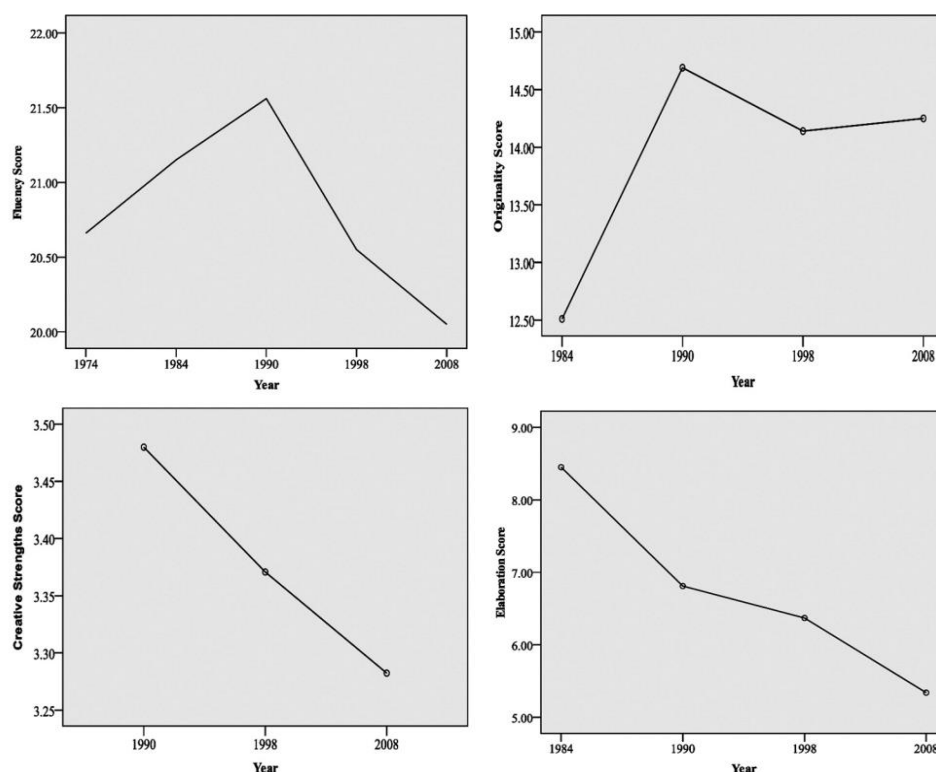 22.00
21.50
21.00
20.50
20.00
Fluency Score
1974 1984 1990 1998 2008
Year
15.00
14.50
14.00
13.50
13.00
12.50
Originality Score
1984 1990 1998 2008
Year
3.50
3.45
3.40
3.35
3.30
3.25
Creative Strengths Score
1990 1998 2008
Year
9.00
8.00
7.00
6.00
5.00
Elaboration Score
1984 1990 1998 2008
Year